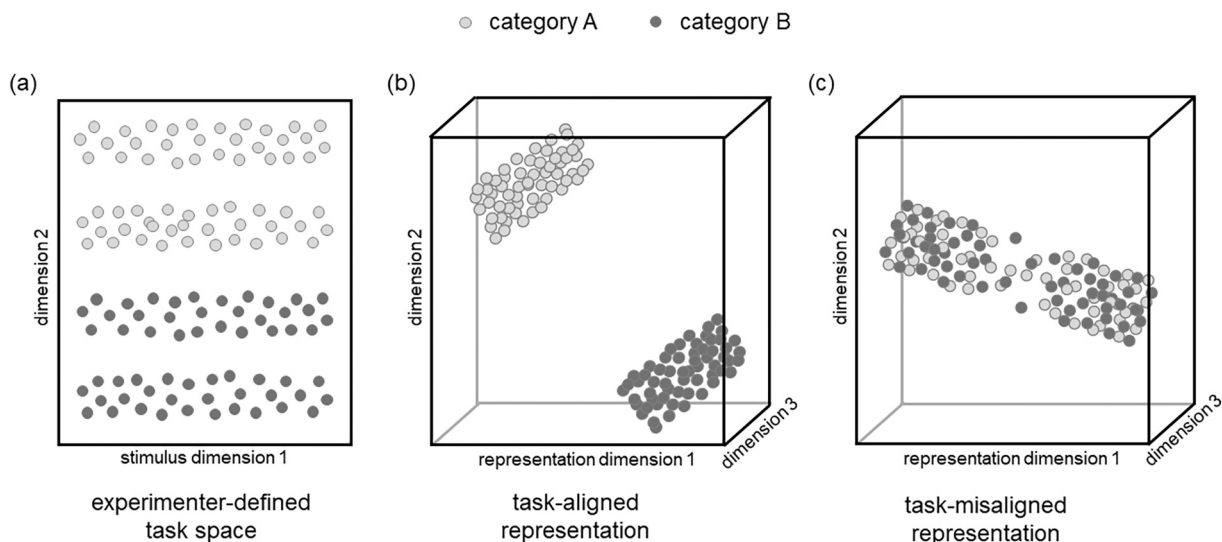 category A
category B
(a)
(b)
(c)
dimension 2
stimulus dimension 1
experimenter-defined
task space
dimension 2
representation dimension 1
dimension 3
task-aligned
representation
dimension 2
representation dimension 1
dimension 3
task-misaligned
representation